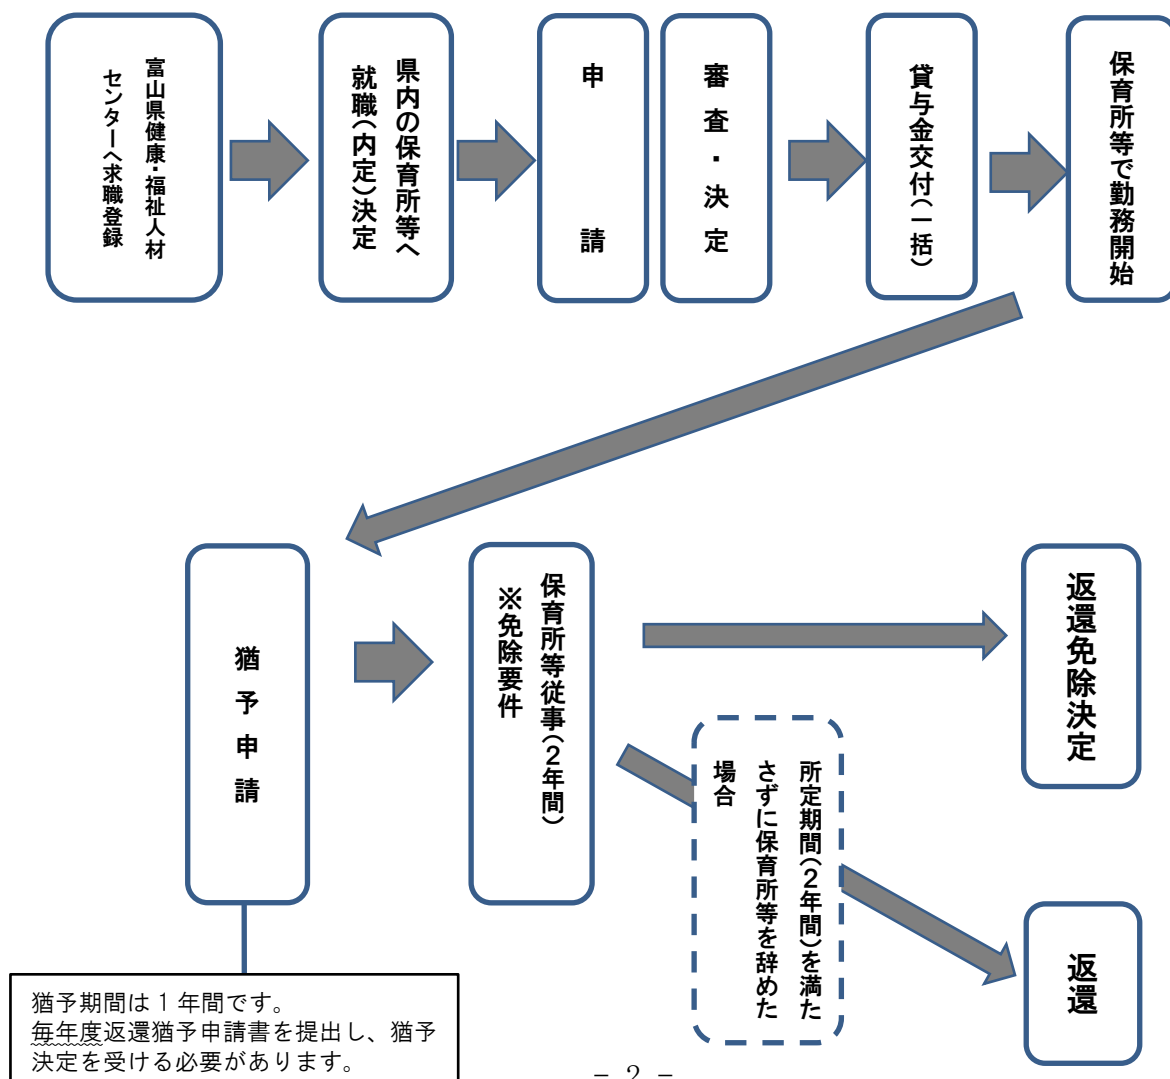 富山県健康・福祉人材
センターへ求職登録
県内の保育所等へ
就職(内定)決定
申請
審査・決定
貸与金交付(一括)
保育所等で勤務開始
猶予申請
保育所等従事(2年間)
※免除要件
返還免除決定
所定期間(2年間)を満た
さずに保育所等を辞めた
場合
返還
猶予期間は1年間です。
毎年度返還猶予申請書を提出し、猶予
決定を受ける必要があります。
- 2 -